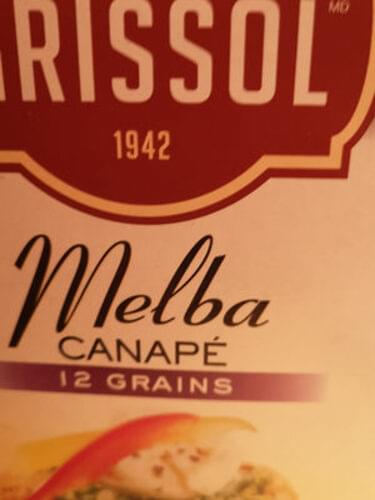 RISSOL MD
1942
Melba
CANAPÉ
12 GRAINS